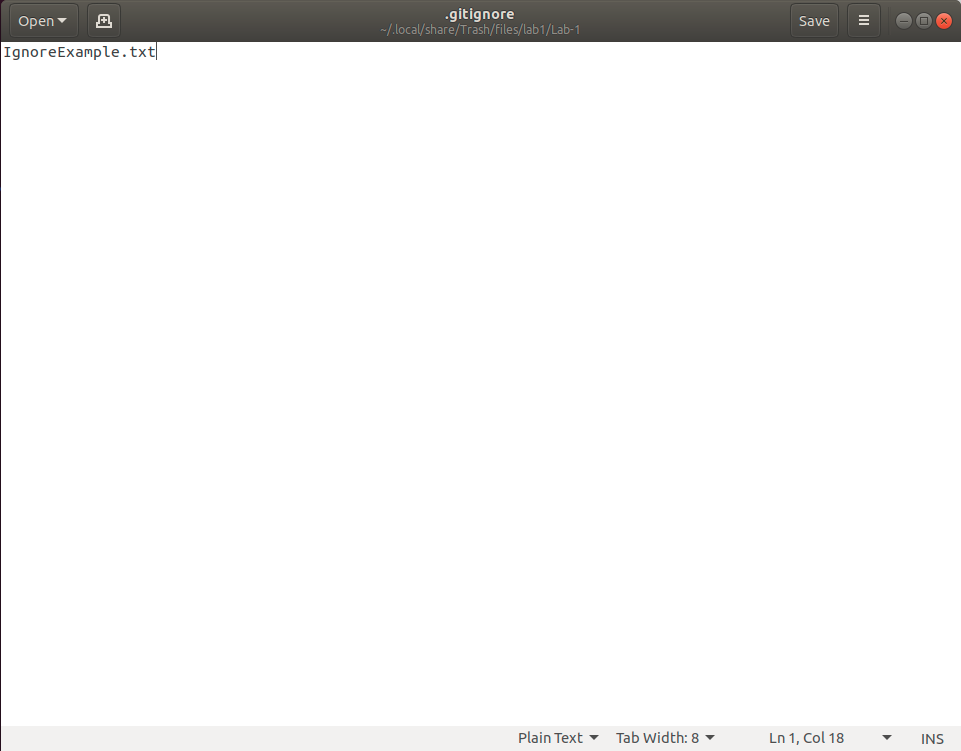 Open
.gitignore
~/.local/share/Trash/files/lab1/Lab-1
Save
IgnoreExample.txt
Plain Text
Tab Width: 8
Ln 1, Col 18
INS